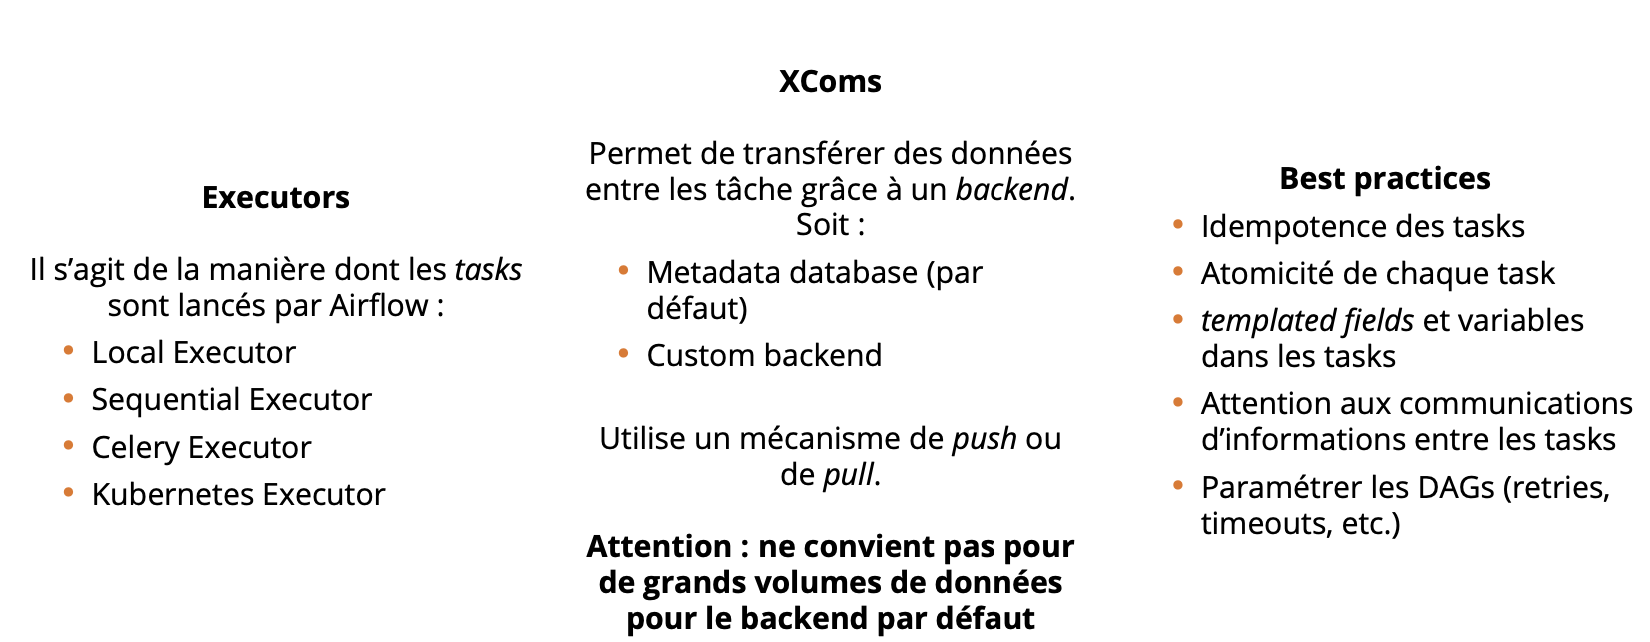 Executors
Il s’agit de la manière dont les tasks
sont lancés par Airflow :
• Local Executor
• Sequential Executor
• Celery Executor
• Kubernetes Executor
XComs
Permet de transférer des données
entre les tâche grâce à un backend.
Soit :
• Metadata database (par
défaut)
• Custom backend
Utilise un mécanisme de push ou
de pull.
Attention : ne convient pas pour
de grands volumes de données
pour le backend par défaut
Best practices
• Idempotence des tasks
• Atomicité de chaque task
• templated fields et variables
dans les tasks
• Attention aux communications
d’informations entre les tasks
• Paramétrer les DAGs (retries,
timeouts, etc.)